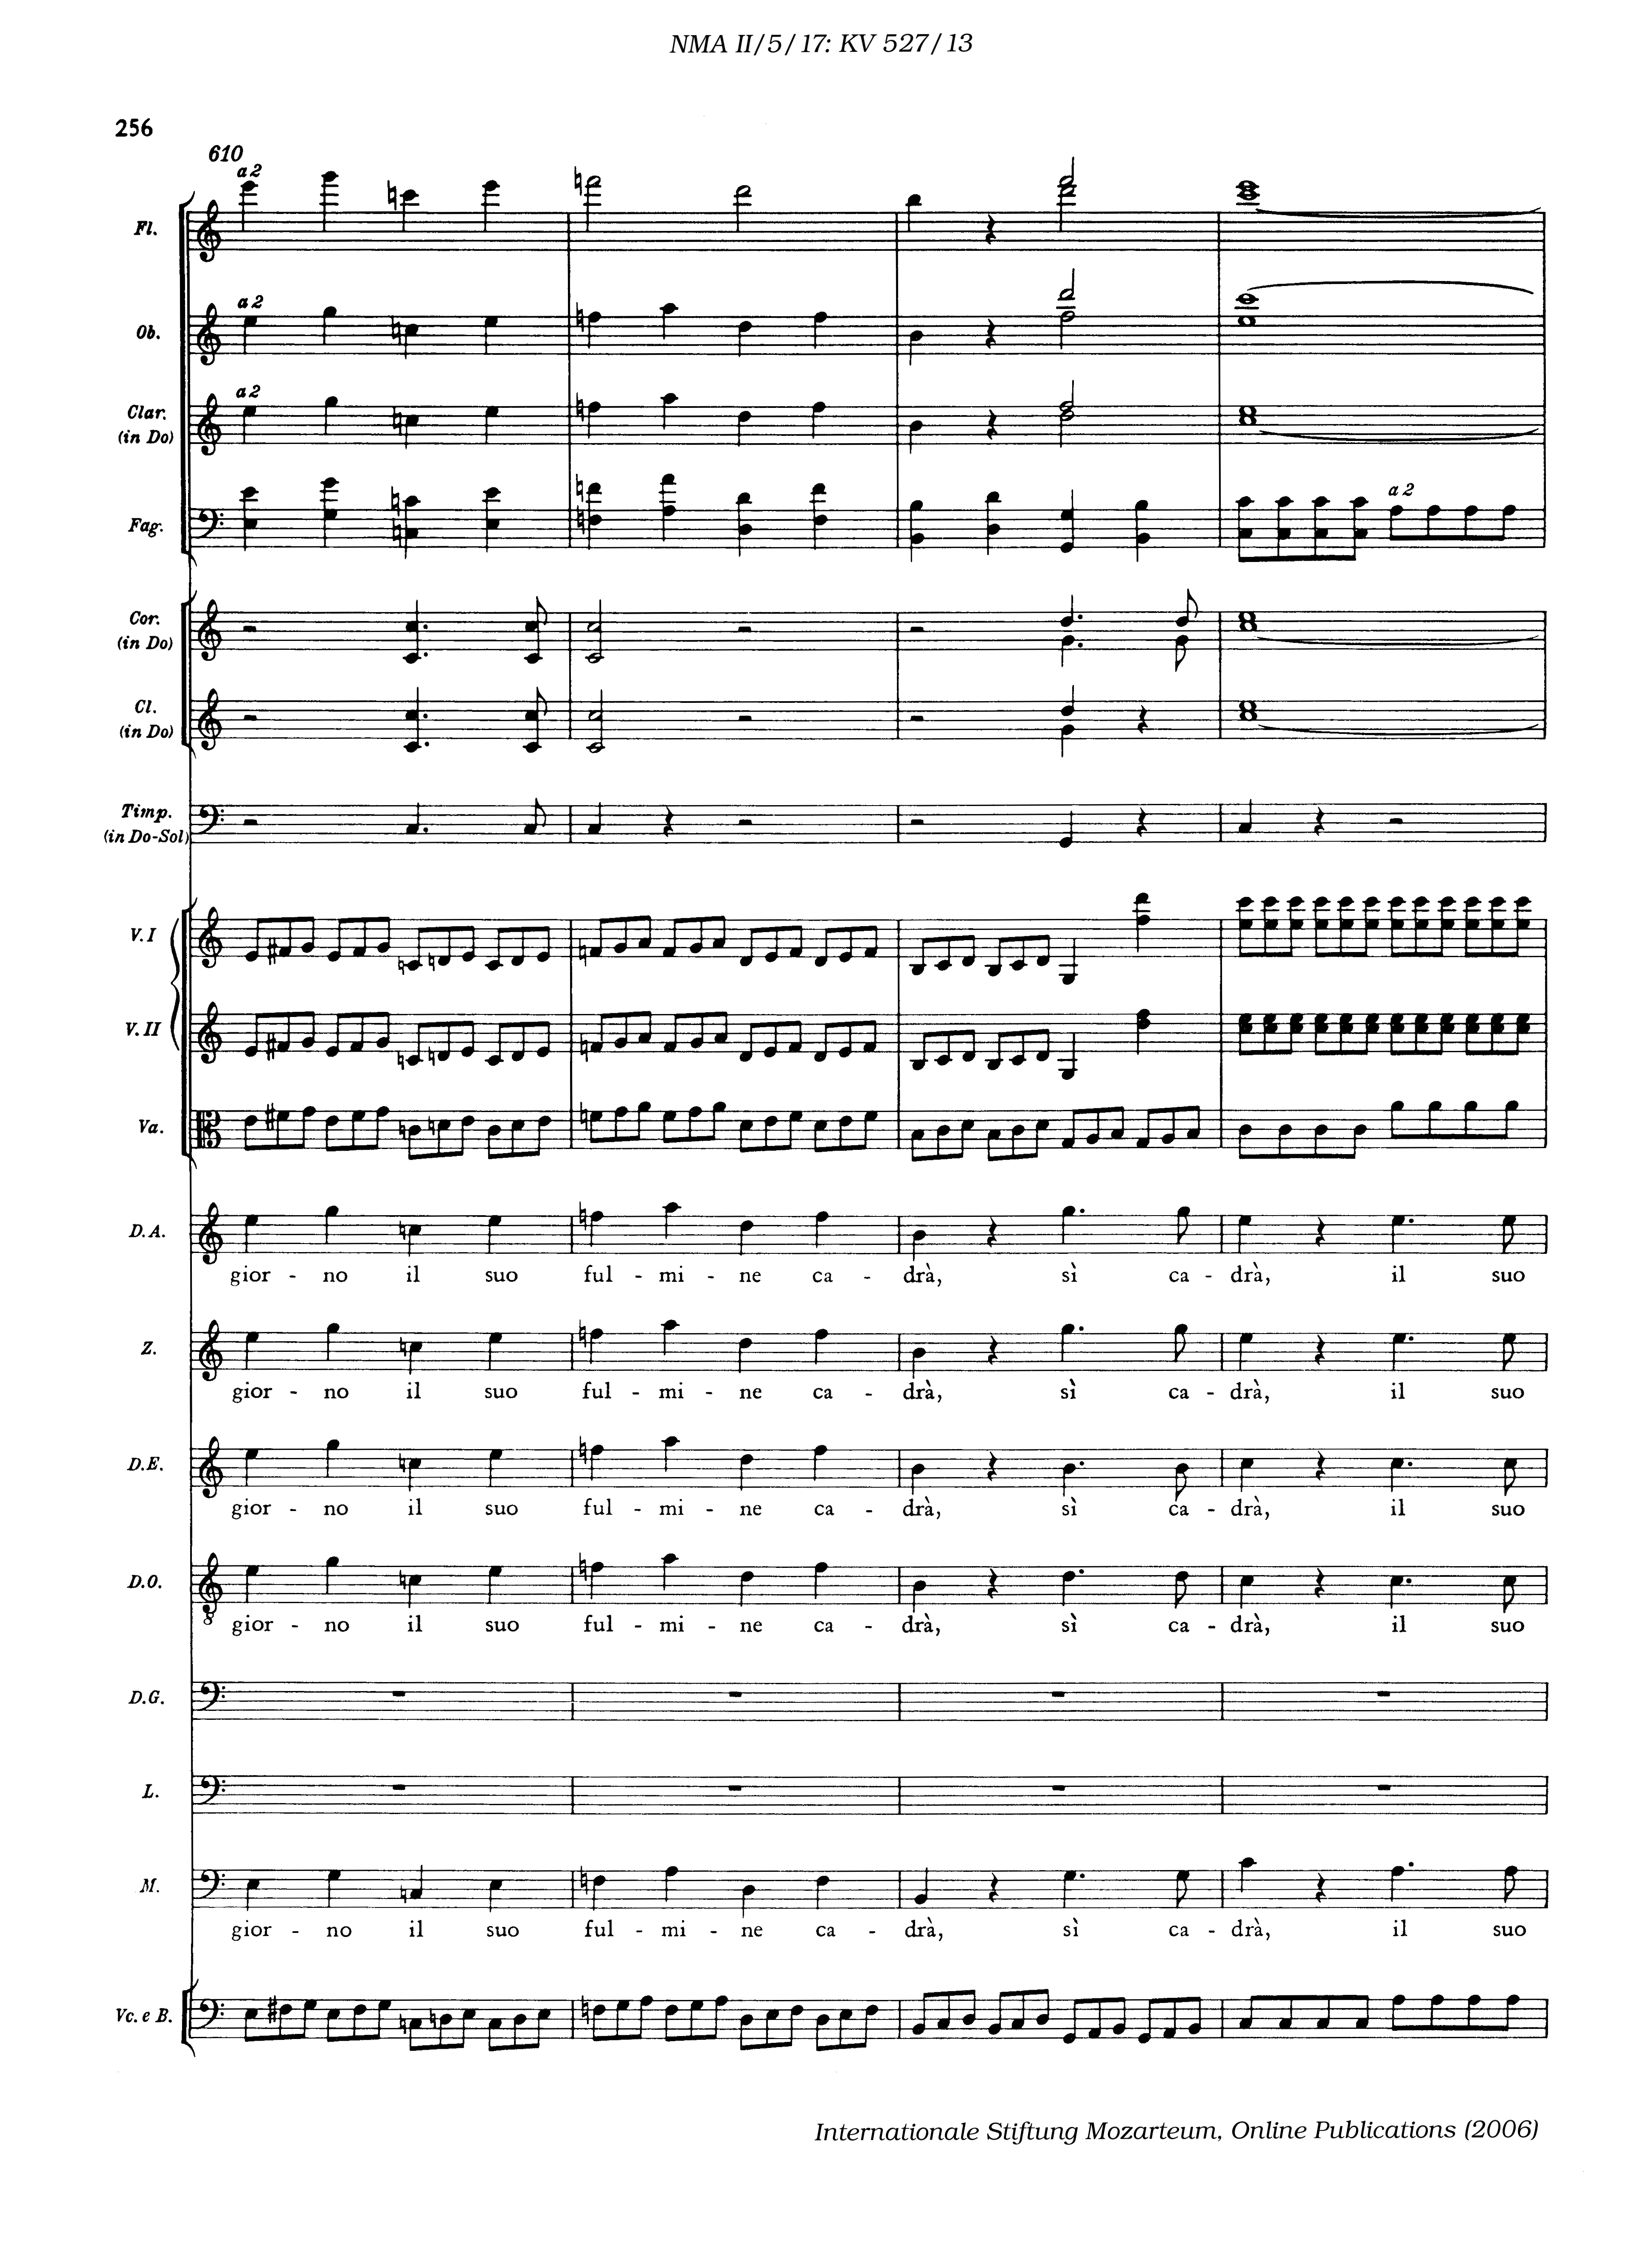 NMA II/5/17: KV 527/13
256
610
a 2
Fl.
a 2
Ob.
a 2
Clar.
(in Do)
a 2
Fag.
Cor.
(in Do)
Cl.
(in Do)
Timp.
(in Do-Sol)
V. I
V. II
Va.
D. A.
gior - no il suo ful - mi - ne ca - drà, sì ca - drà, il suo
Z.
gior - no il suo ful - mi - ne ca - drà, sì ca - drà, il suo
D.E.
gior - no il suo ful - mi - ne ca - drà, sì ca - drà, il suo
D.O.
8
gior - no il suo ful - mi - ne ca - drà, sì ca - drà, il suo
D.G.
L.
M.
gior - no il suo ful - mi - ne ca - drà, sì ca - drà, il suo
Vc. e B.
Internationale Stiftung Mozarteum, Online Publications (2006)